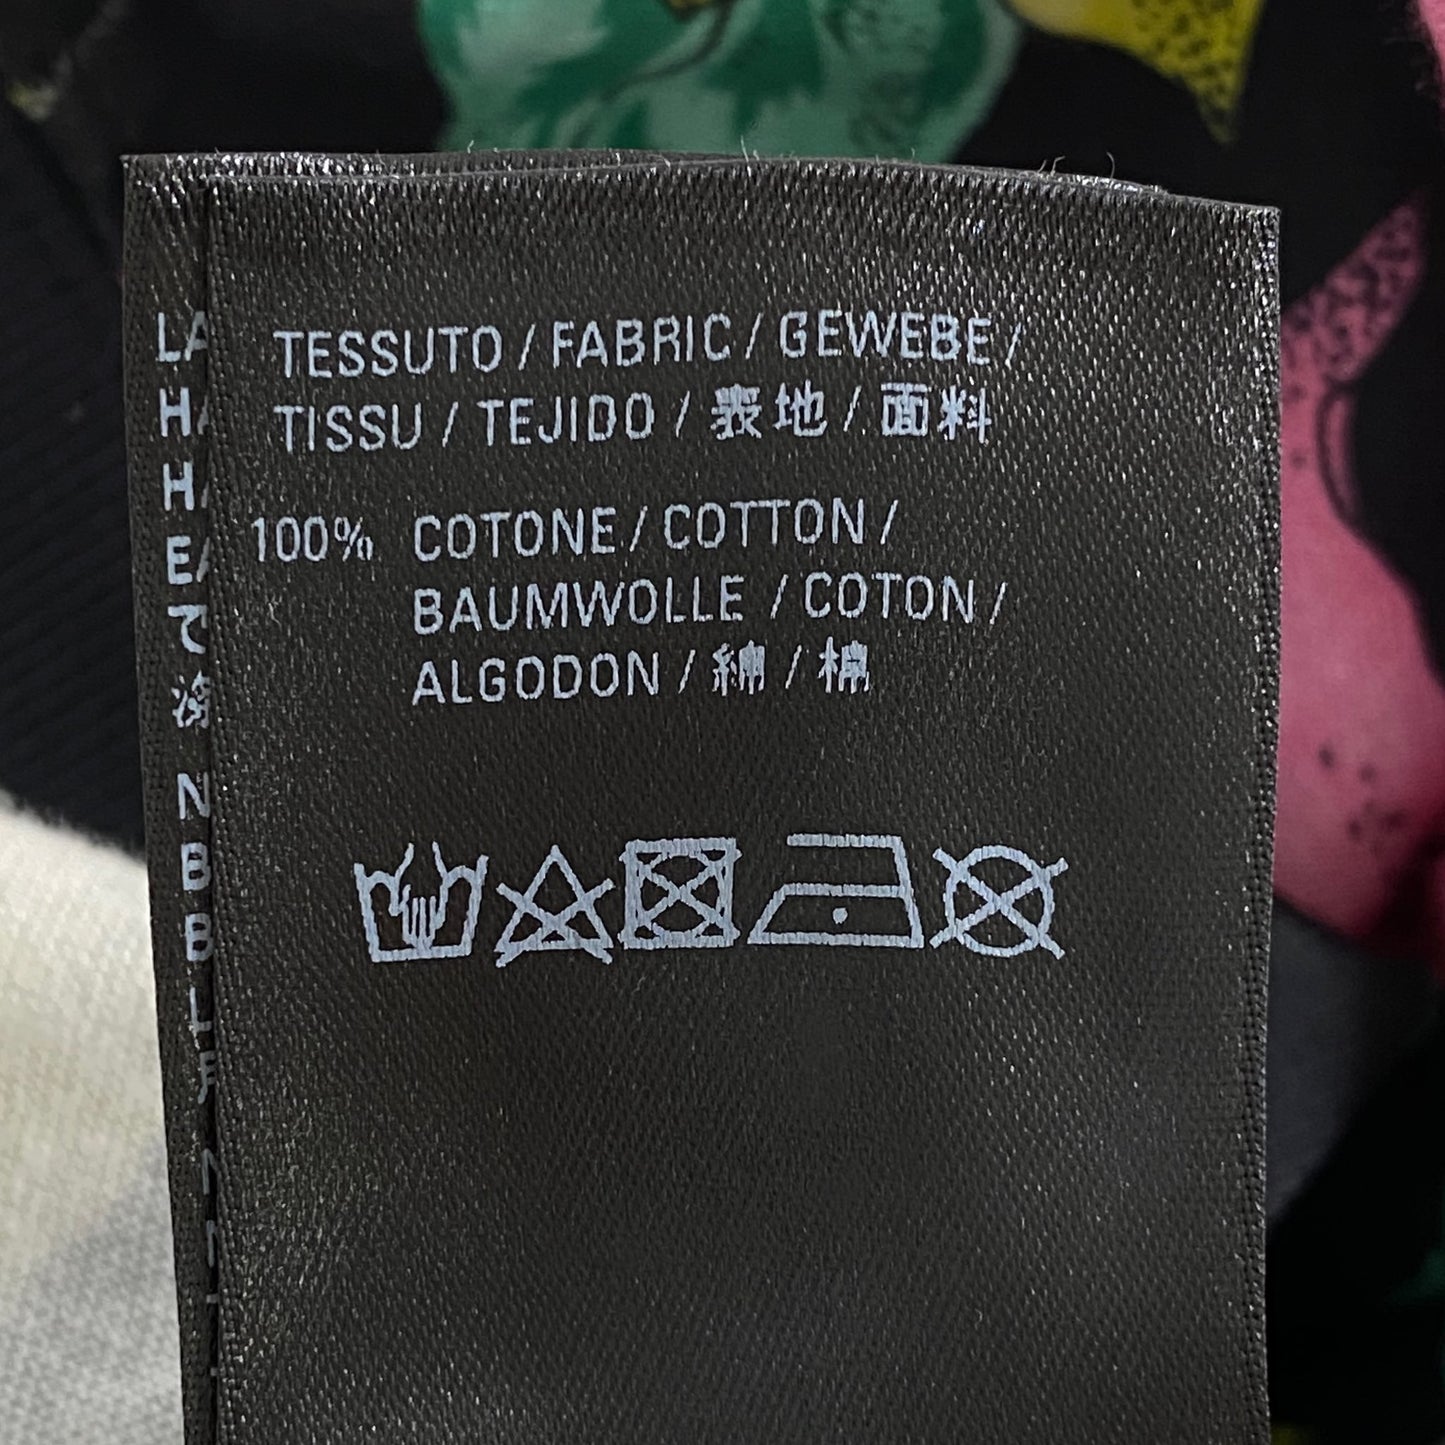 TESSUTO / FABRIC / GEWEBE /
TISSU / TEJIDO / 表地 / 面料
100% COTONE / COTTON /
BAUMWOLLE / COTON /
ALGODON / 綿 / 棉